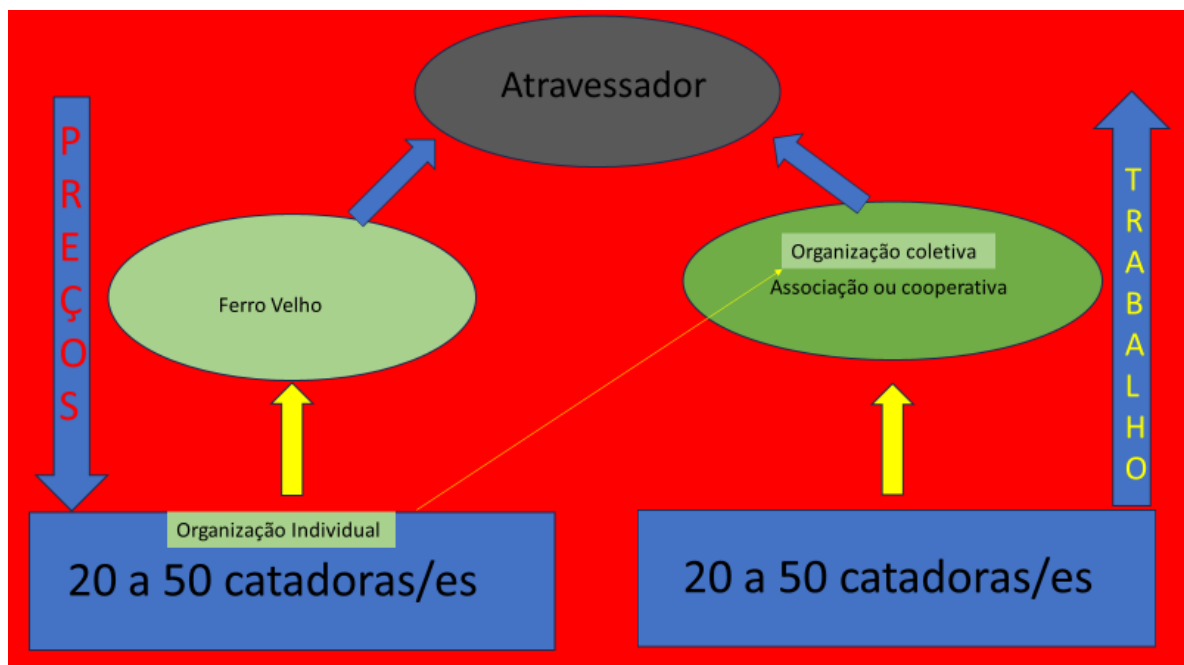 Atravessador
PREÇOS
TRABALHO
Organização coletiva
Associação ou cooperativa
Ferro Velho
Organização Individual
20 a 50 catadoras/es
20 a 50 catadoras/es